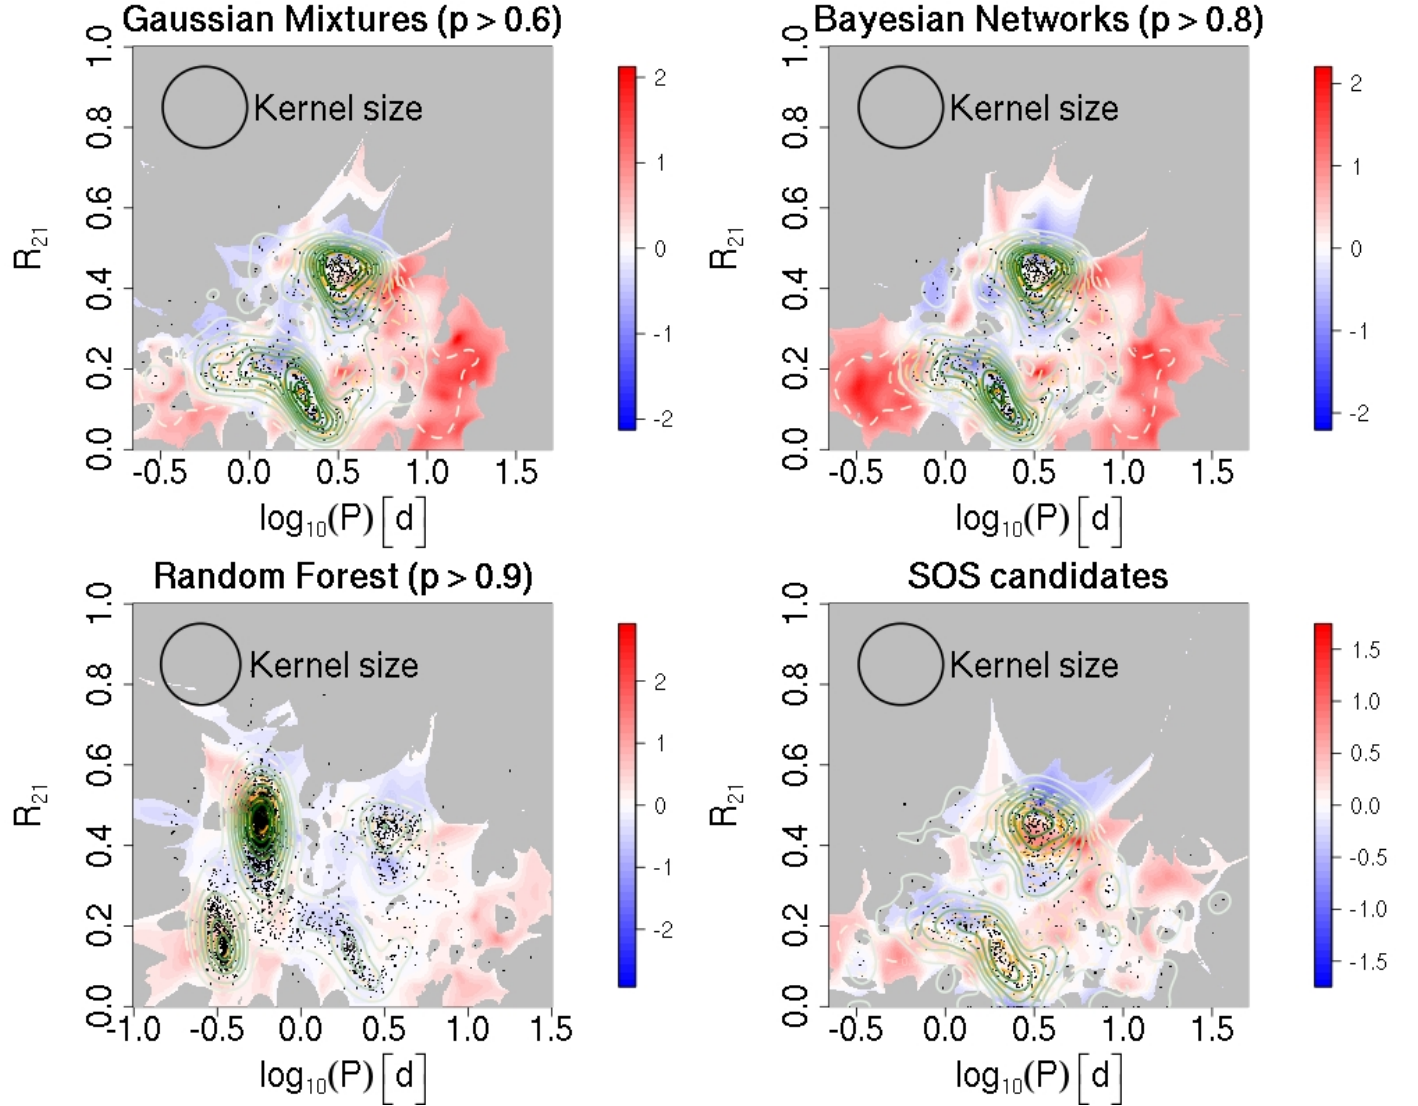 Gaussian Mixtures (p > 0.6)
Kernel size
R21
0.0 0.2 0.4 0.6 0.8 1.0
-0.5 0.0 0.5 1.0 1.5
log10(P) [d]
2
1
0
-1
-2
Bayesian Networks (p > 0.8)
Kernel size
R21
0.0 0.2 0.4 0.6 0.8 1.0
-0.5 0.0 0.5 1.0 1.5
log10(P) [d]
2
1
0
-1
-2
Random Forest (p > 0.9)
Kernel size
R21
0.0 0.2 0.4 0.6 0.8 1.0
-1.0 -0.5 0.0 0.5 1.0 1.5
log10(P) [d]
2
1
0
-1
-2
SOS candidates
Kernel size
R21
0.0 0.2 0.4 0.6 0.8 1.0
-0.5 0.0 0.5 1.0 1.5
log10(P) [d]
1.5
1.0
0.5
0.0
-0.5
-1.0
-1.5